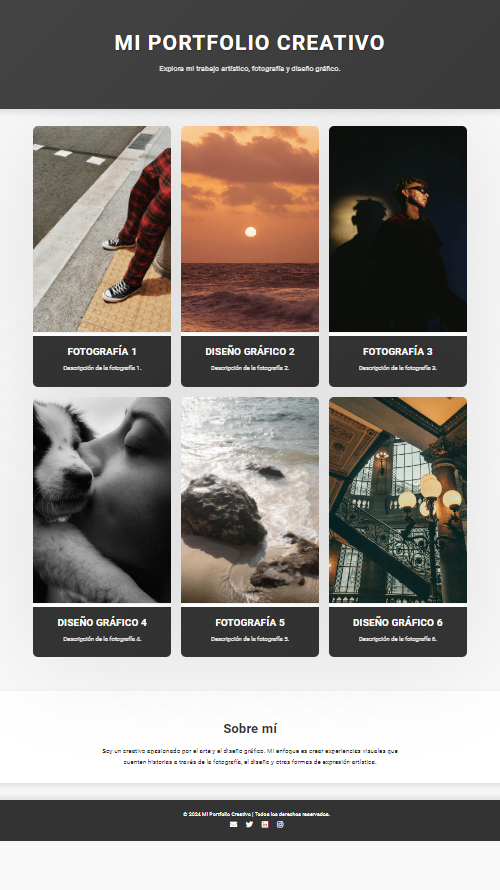 MI PORTFOLIO CREATIVO
Explora mi trabajo artístico, fotografía y diseño gráfico.
FOTOGRAFÍA 1
Descripción de la fotografía 1.
DISEÑO GRÁFICO 2
Descripción de la fotografía 2.
FOTOGRAFÍA 3
Descripción de la fotografía 3.
DISEÑO GRÁFICO 4
Descripción de la fotografía 4.
FOTOGRAFÍA 5
Descripción de la fotografía 5.
DISEÑO GRÁFICO 6
Descripción de la fotografía 6.
Sobre mí
Soy un creativo apasionado por el arte y el diseño gráfico. Mi enfoque es crear experiencias visuales que
cuenten historias a través de la fotografía, el diseño y otras formas de expresión artística.
© 2024 Mi Portfolio Creativo | Todos los derechos reservados.